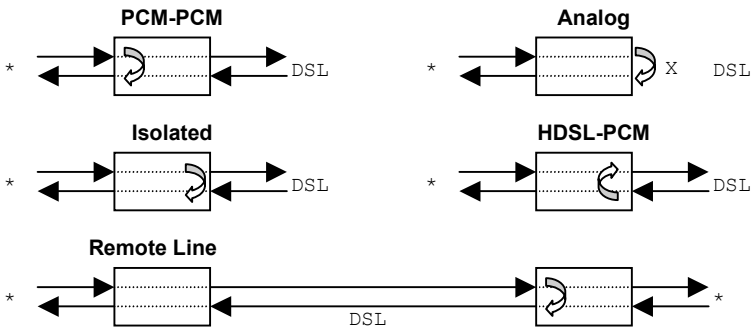 PCM-PCM Analog
* DSL * X DSL
Isolated HDSL-PCM
* DSL * DSL
Remote Line
* DSL *